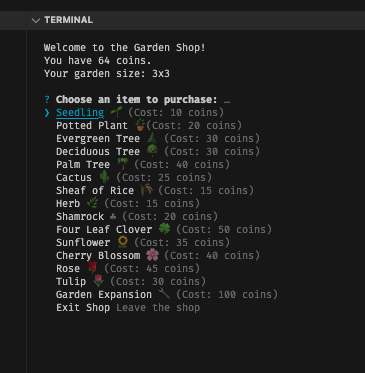 TERMINAL
Welcome to the Garden Shop!
You have 64 coins.
Your garden size: 3x3
? Choose an item to purchase: …
❯ Seedling 🌱 (Cost: 10 coins)
Potted Plant 🪴(Cost: 20 coins)
Evergreen Tree 🌲 (Cost: 30 coins)
Deciduous Tree 🌳 (Cost: 30 coins)
Palm Tree 🌴 (Cost: 40 coins)
Cactus 🌵 (Cost: 25 coins)
Sheaf of Rice 🌾 (Cost: 15 coins)
Herb 🌿 (Cost: 15 coins)
Shamrock ☘ (Cost: 20 coins)
Four Leaf Clover 🍀 (Cost: 50 coins)
Sunflower 🌻 (Cost: 35 coins)
Cherry Blossom 🌸 (Cost: 40 coins)
Rose 🌹 (Cost: 45 coins)
Tulip 🌷 (Cost: 30 coins)
Garden Expansion 🔧 (Cost: 100 coins)
Exit Shop Leave the shop